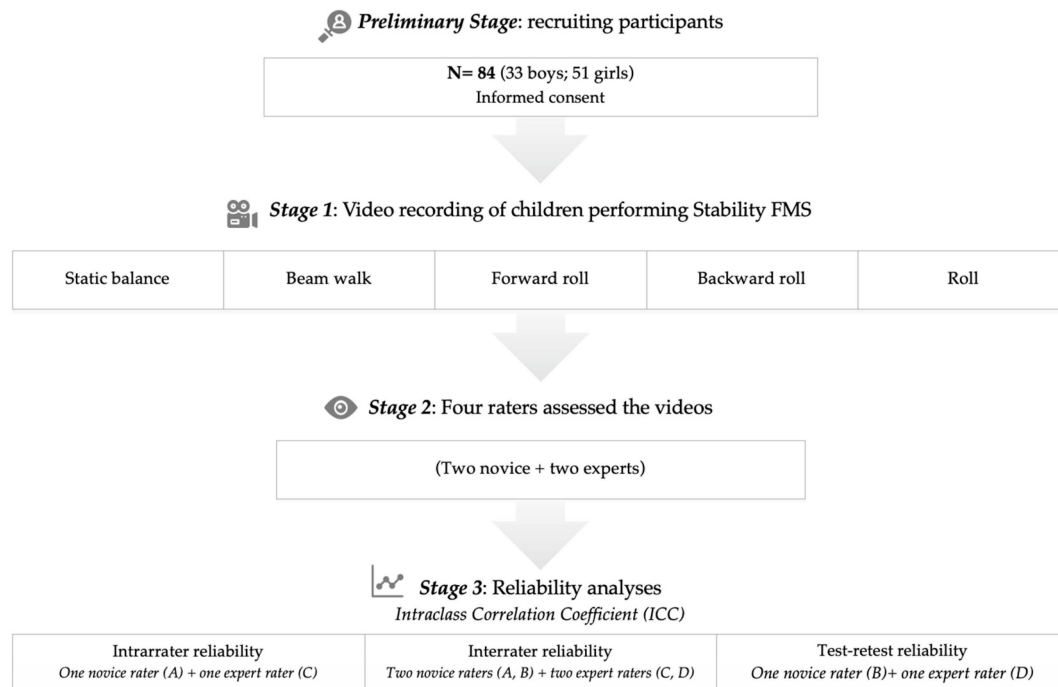 Preliminary Stage: recruiting participants
N= 84 (33 boys; 51 girls)
Informed consent
Stage 1: Video recording of children performing Stability FMS
Static balance
Beam walk
Forward roll
Backward roll
Roll
Stage 2: Four raters assessed the videos
(Two novice + two experts)
Stage 3: Reliability analyses
Intraclass Correlation Coefficient (ICC)
Intrarrater reliability
One novice rater (A) + one expert rater (C)
Interrater reliability
Two novice raters (A, B) + two expert raters (C, D)
Test-retest reliability
One novice rater (B)+ one expert rater (D)